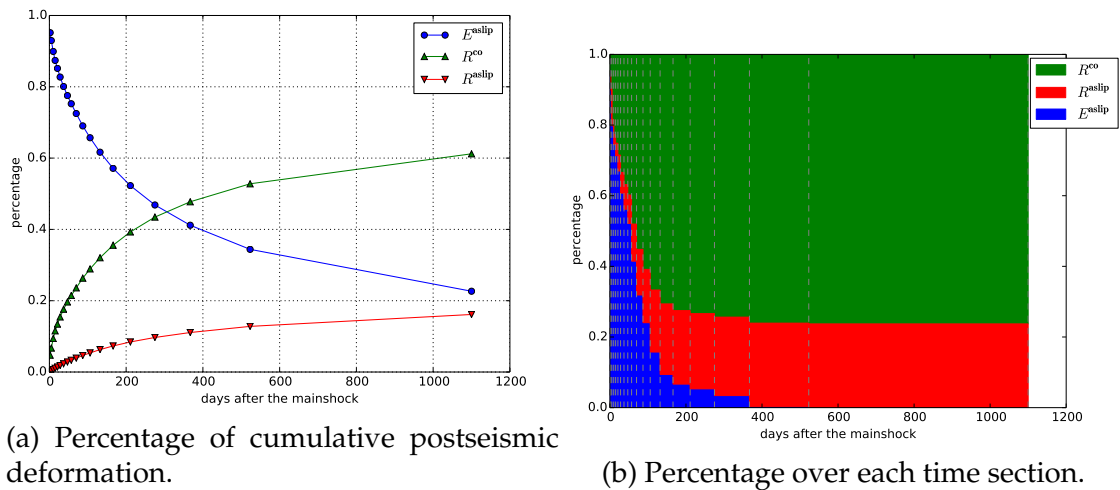 1.0
0.8
0.6
0.4
0.2
0.0
percentage
0 200 400 600 800 1000 1200
days after the mainshock
E^aslip
R^co
R^aslip
(a) Percentage of cumulative postseismic
deformation.
1.0
0.8
0.6
0.4
0.2
0.0
percentage
0 200 400 600 800 1000 1200
days after the mainshock
R^co
R^aslip
E^aslip
(b) Percentage over each time section.